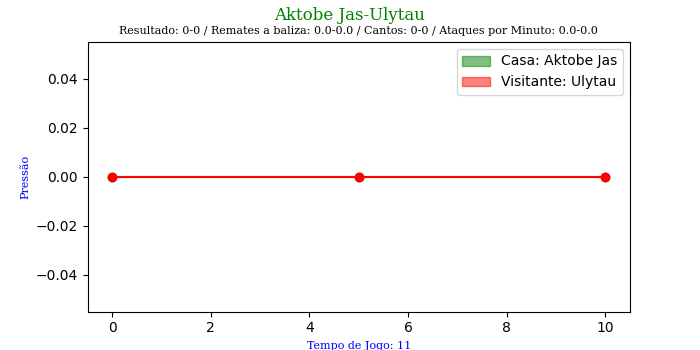 Aktobe Jas-Ulytau
Resultado: 0-0 / Remates a baliza: 0.0-0.0 / Cantos: 0-0 / Ataques por Minuto: 0.0-0.0
Casa: Aktobe Jas
Visitante: Ulytau
Pressão
0.04
0.02
0.00
−0.02
−0.04
0 2 4 6 8 10
Tempo de Jogo: 11